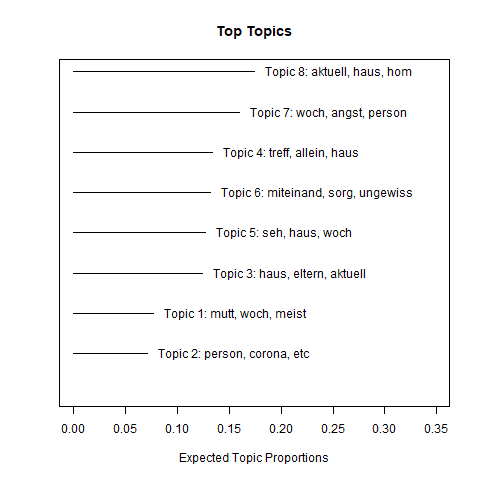 Top Topics
Topic 8: aktuell, haus, hom
Topic 7: woch, angst, person
Topic 4: treff, allein, haus
Topic 6: miteinand, sorg, ungewiss
Topic 5: seh, haus, woch
Topic 3: haus, eltern, aktuell
Topic 1: mutt, woch, meist
Topic 2: person, corona, etc
0.00 0.05 0.10 0.15 0.20 0.25 0.30 0.35
Expected Topic Proportions